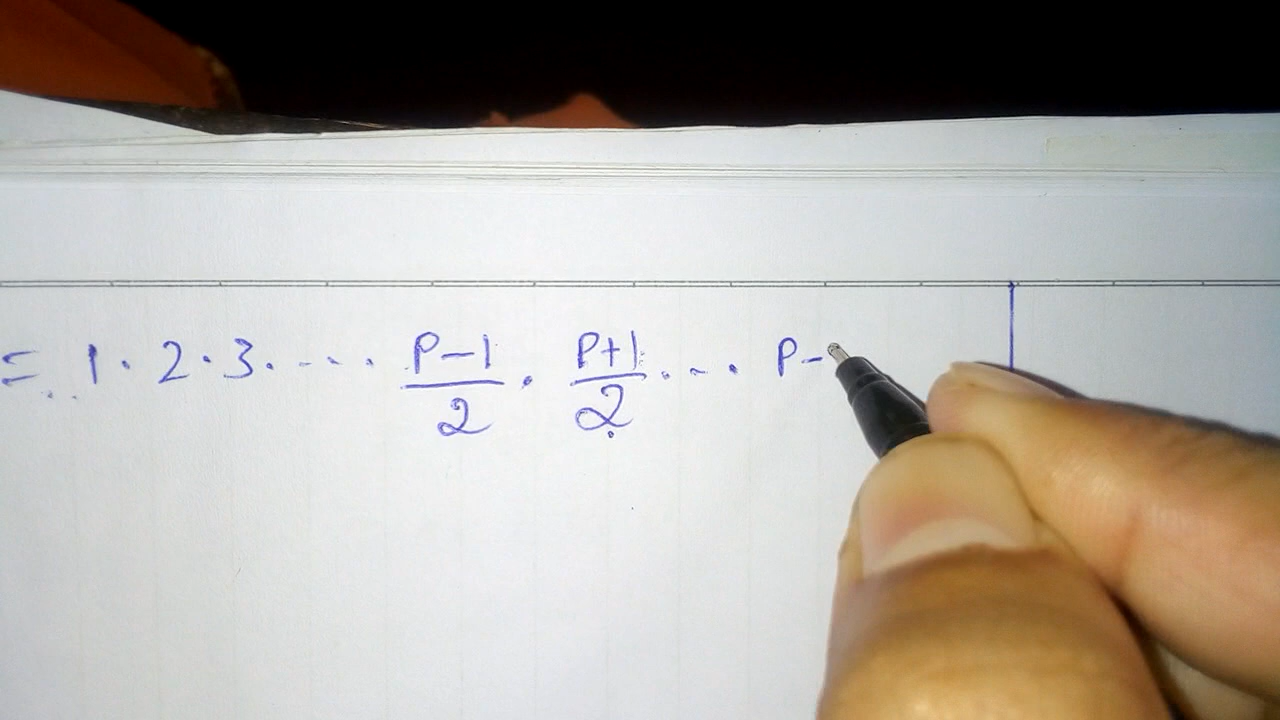 = 1 . 2 . 3 . - - - . P-1/2 . P+1/2 . - - . P-